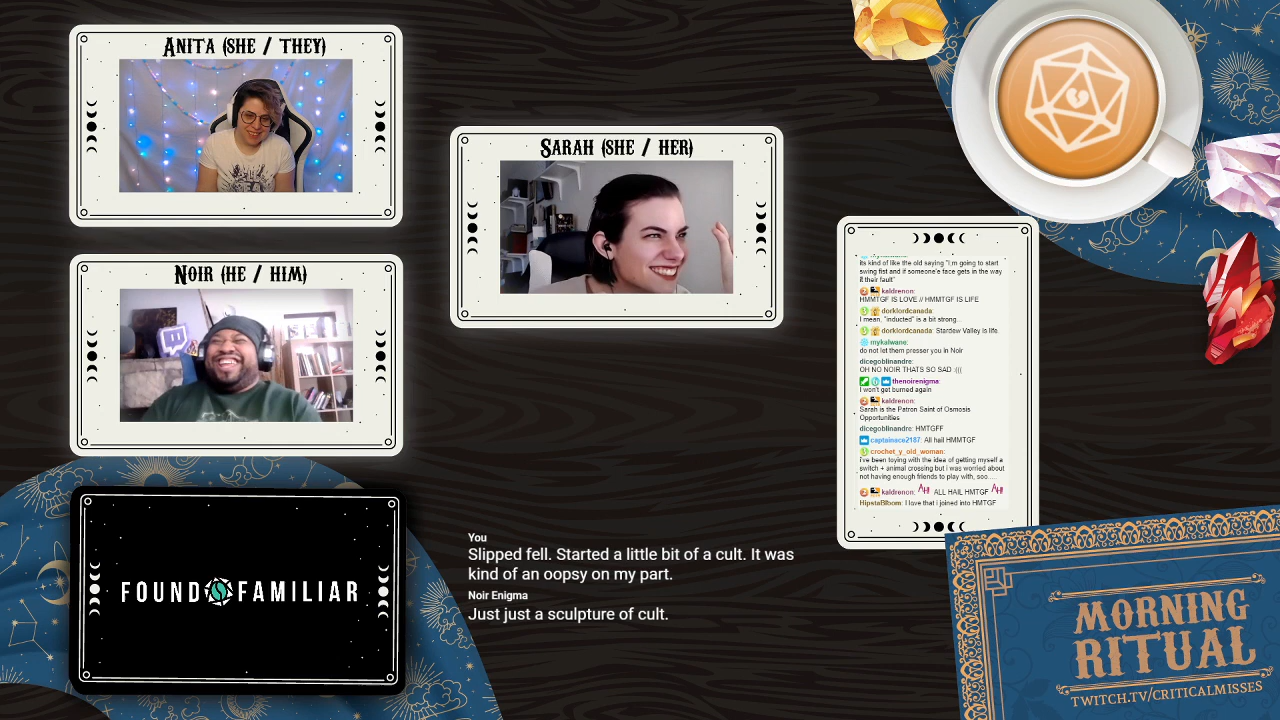 ANITA (SHE / THEY)
NOIR (HE / HIM)
SARAH (SHE / HER)
FOUND FAMILIAR
You
Slipped fell. Started a little bit of a cult. It was
kind of an oopsy on my part.
Noir Enigma
Just just a sculpture of cult.
its kind of like the old saying "I,m going to start
swing fist and if someone'e face gets in the way
it their fault"
kaldrenon:
HMMTGF IS LOVE // HMMTGF IS LIFE
dorklordcanada:
I mean, "inducted" is a bit strong...
dorklordcanada: Stardew Valley is life.
mykalwane:
do not let them presser you in Noir
dicegoblinandre:
OH NO NOIR THATS SO SAD :(((
thenoirenigma:
I won't get burned again
kaldrenon:
Sarah is the Patron Saint of Osmosis
Opportunities
dicegoblinandre: HMTGFF
captainace2187: All hail HMMTGF
crochet_y_old_woman:
i've been toying with the idea of getting myself a
switch + animal crossing but i was worried about
not having enough friends to play with, soo.....
kaldrenon: AH! ALL HAIL HMTGF AH!
HipstaBloom: I love that i joined into HMTGF
MORNING
RITUAL
TWITCH.TV/CRITICALMISSES